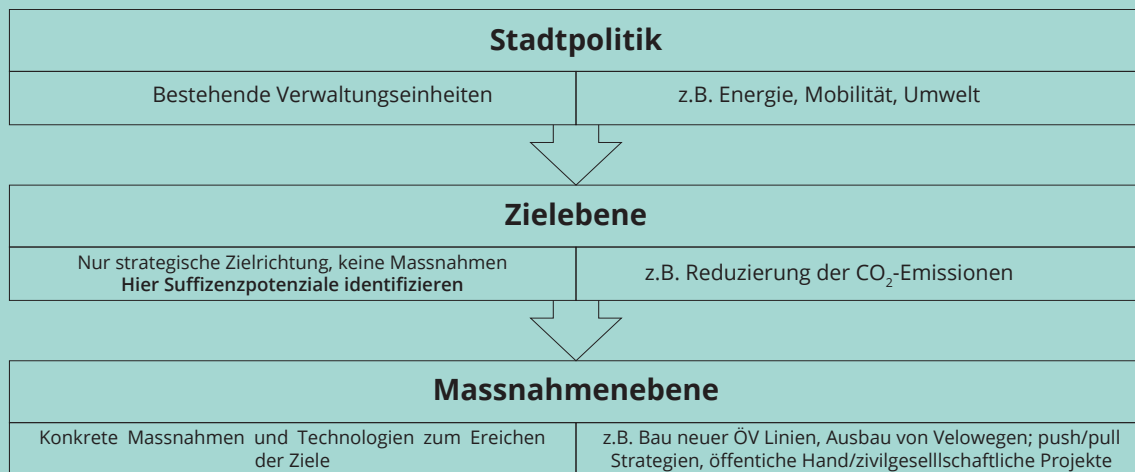 Stadtpolitik
Bestehende Verwaltungseinheiten
z.B. Energie, Mobilität, Umwelt
Zielebene
Nur strategische Zielrichtung, keine Massnahmen
Hier Suffizenzpotenziale identifizieren
z.B. Reduzierung der CO₂-Emissionen
Massnahmenebene
Konkrete Massnahmen und Technologien zum Ereichen
der Ziele
z.B. Bau neuer ÖV Linien, Ausbau von Velowegen; push/pull
Strategien, öffentiche Hand/zivilgeselllschaftliche Projekte